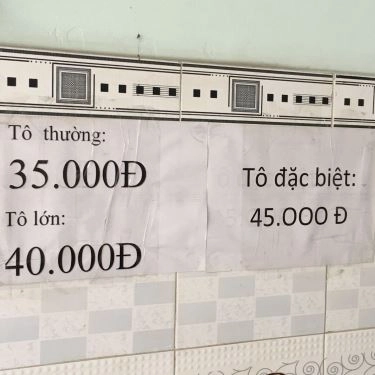 Tô thường:
35.000Đ
Tô lớn:
40.000Đ
Tô đặc biệt:
45.000 Đ